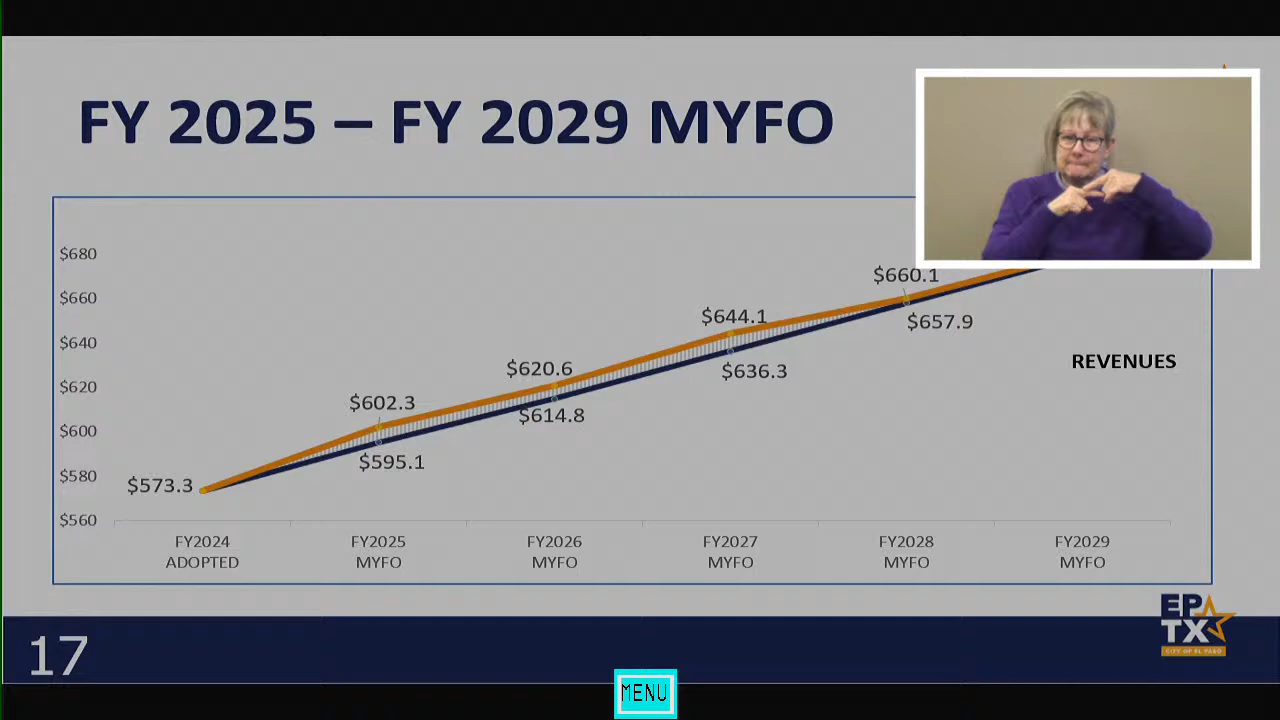 FY 2025 – FY 2029 MYFO
$680
$660
$640
$620
$600
$580
$560
$573.3
$602.3
$595.1
$620.6
$614.8
$644.1
$636.3
$660.1
$657.9
REVENUES
FY2024 ADOPTED
FY2025 MYFO
FY2026 MYFO
FY2027 MYFO
FY2028 MYFO
FY2029 MYFO
17
EP
TX
CITY OF EL PASO
MENU